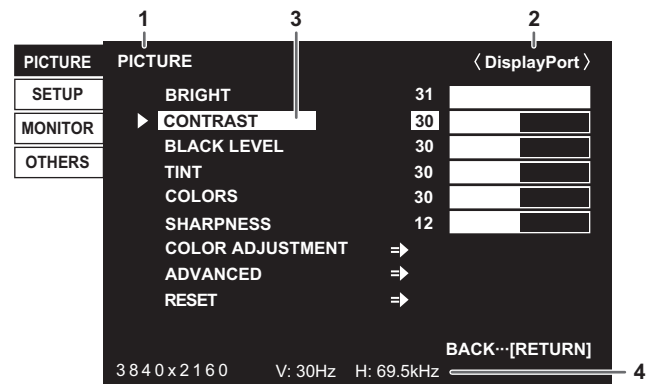 1 3 2
PICTURE
SETUP
MONITOR
OTHERS
PICTURE 〈 DisplayPort 〉
BRIGHT 31
CONTRAST 30
BLACK LEVEL 30
TINT 30
COLORS 30
SHARPNESS 12
COLOR ADJUSTMENT
ADVANCED
RESET
BACK···[RETURN]
3840x2160 V: 30Hz H: 69.5kHz 4